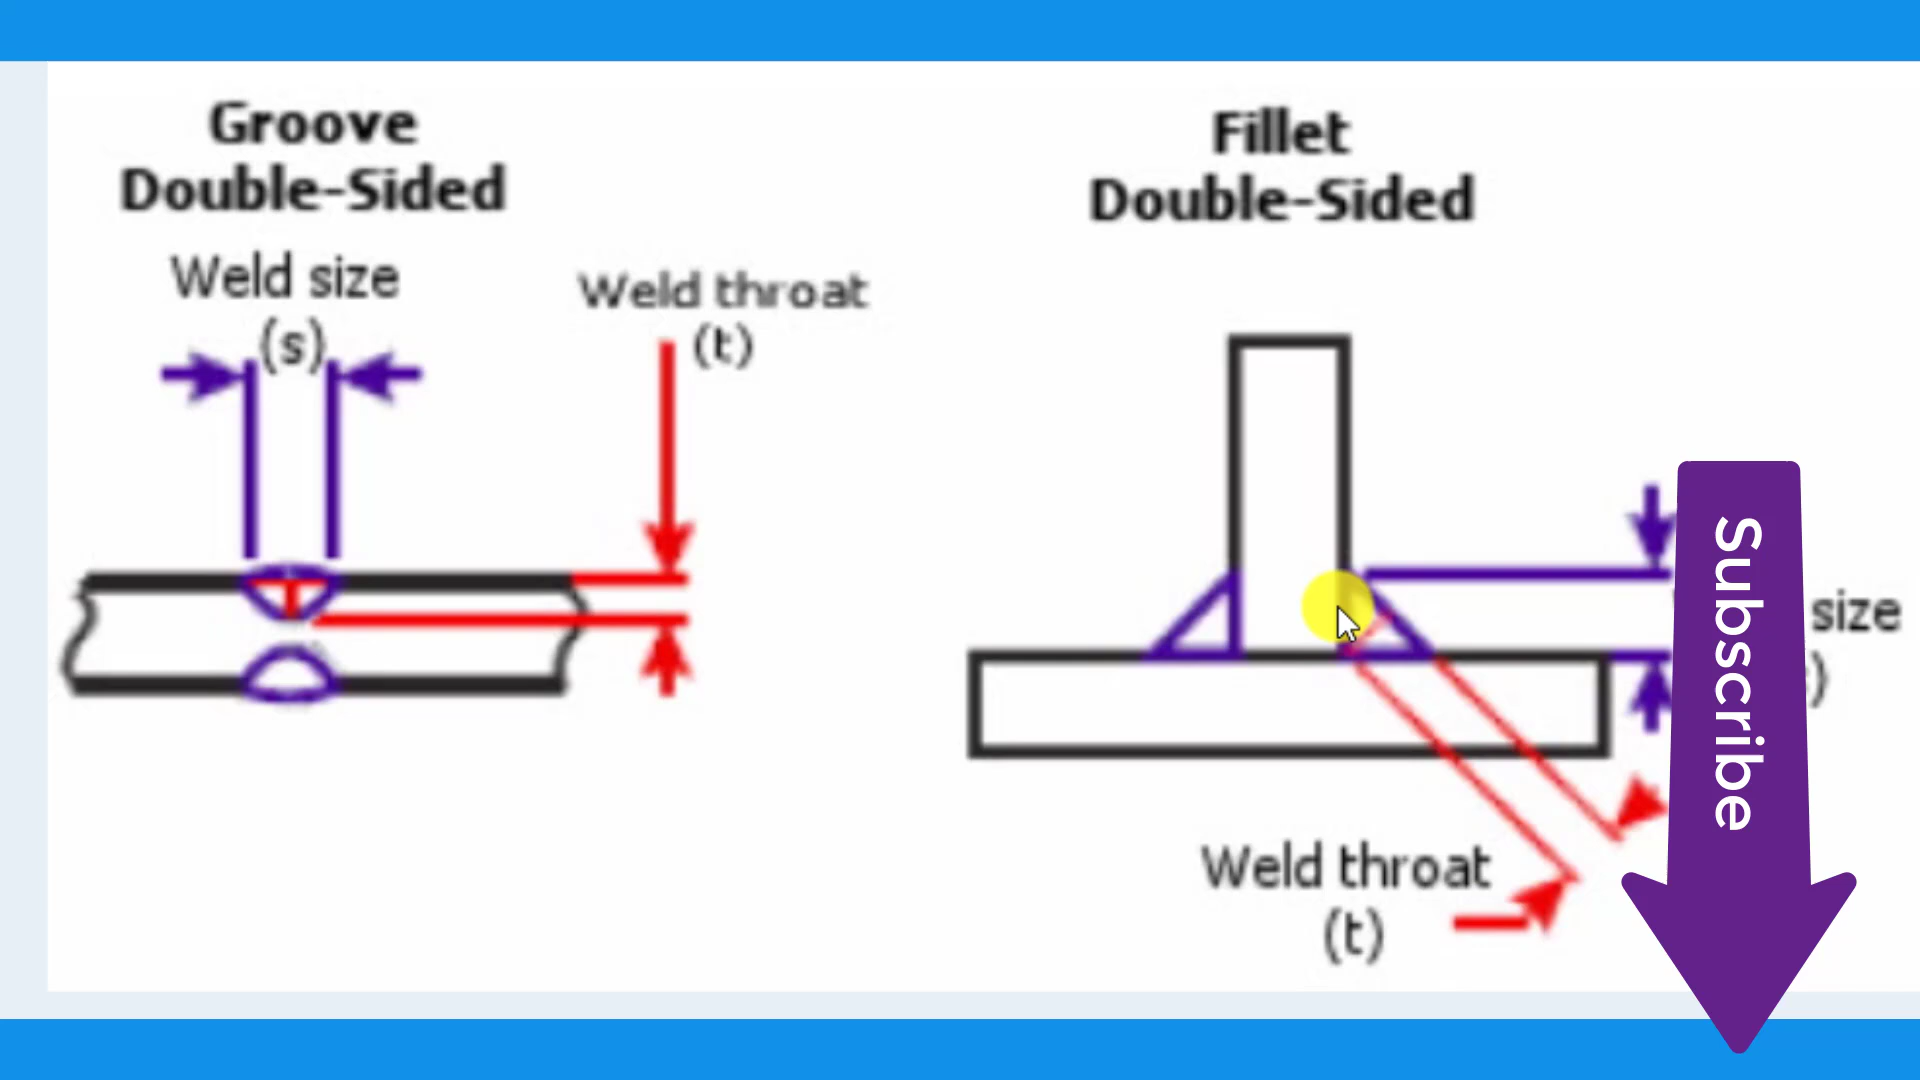 Groove
Double-Sided
Weld size
(s)
Weld throat
(t)
Fillet
Double-Sided
size
)
Weld throat
(t)
Subscribe